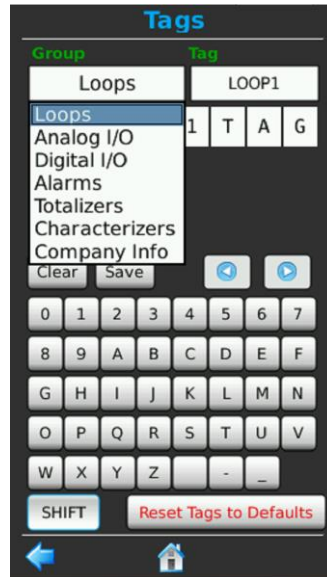 Tags
Group Tag
Loops LOOP1
Loops
Analog I/O
Digital I/O
Alarms
Totalizers
Characterizers
Company Info
1 T A G
Clear Save
0 1 2 3 4 5 6 7
8 9 A B C D E F
G H I J K L M N
O P Q R S T U V
W X Y Z - _
SHIFT Reset Tags to Defaults